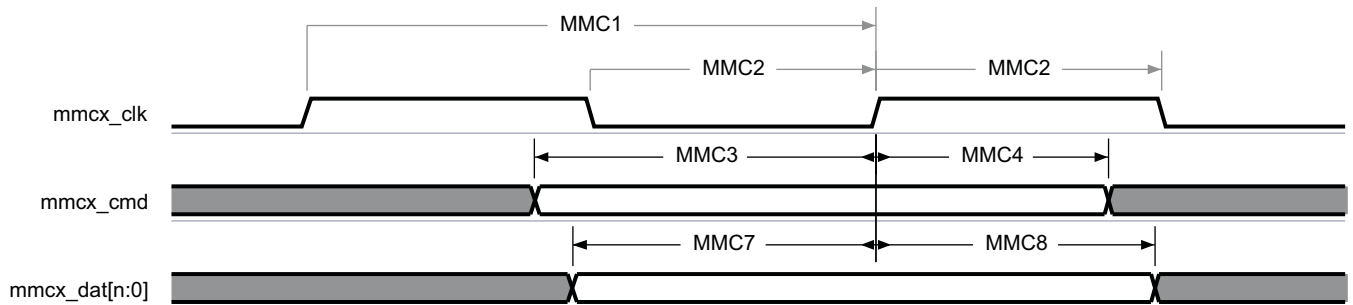 MMC1
MMC2 MMC2
mmcx_clk
MMC3 MMC4
mmcx_cmd
MMC7 MMC8
mmcx_dat[n:0]